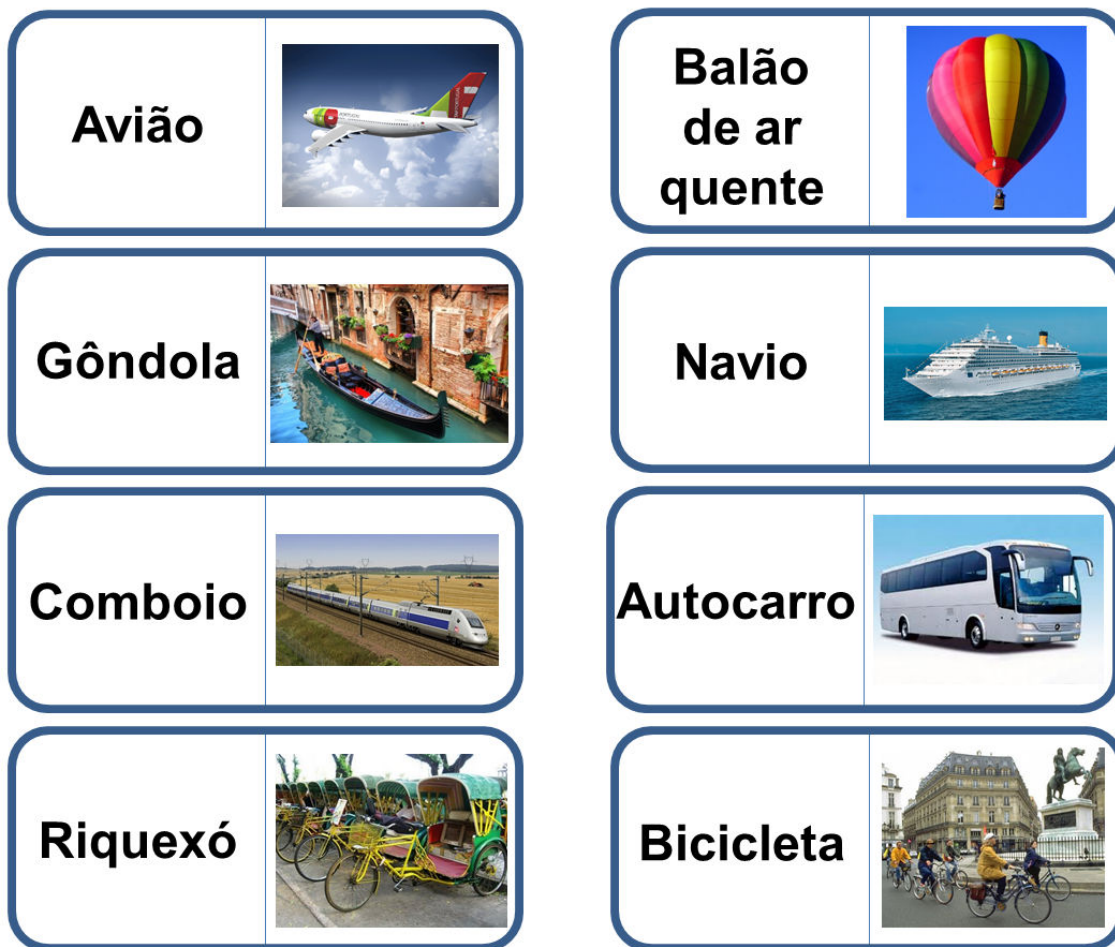 Avião
Balão
de ar
quente
Gôndola
Navio
Comboio
Autocarro
Riquexó
Bicicleta